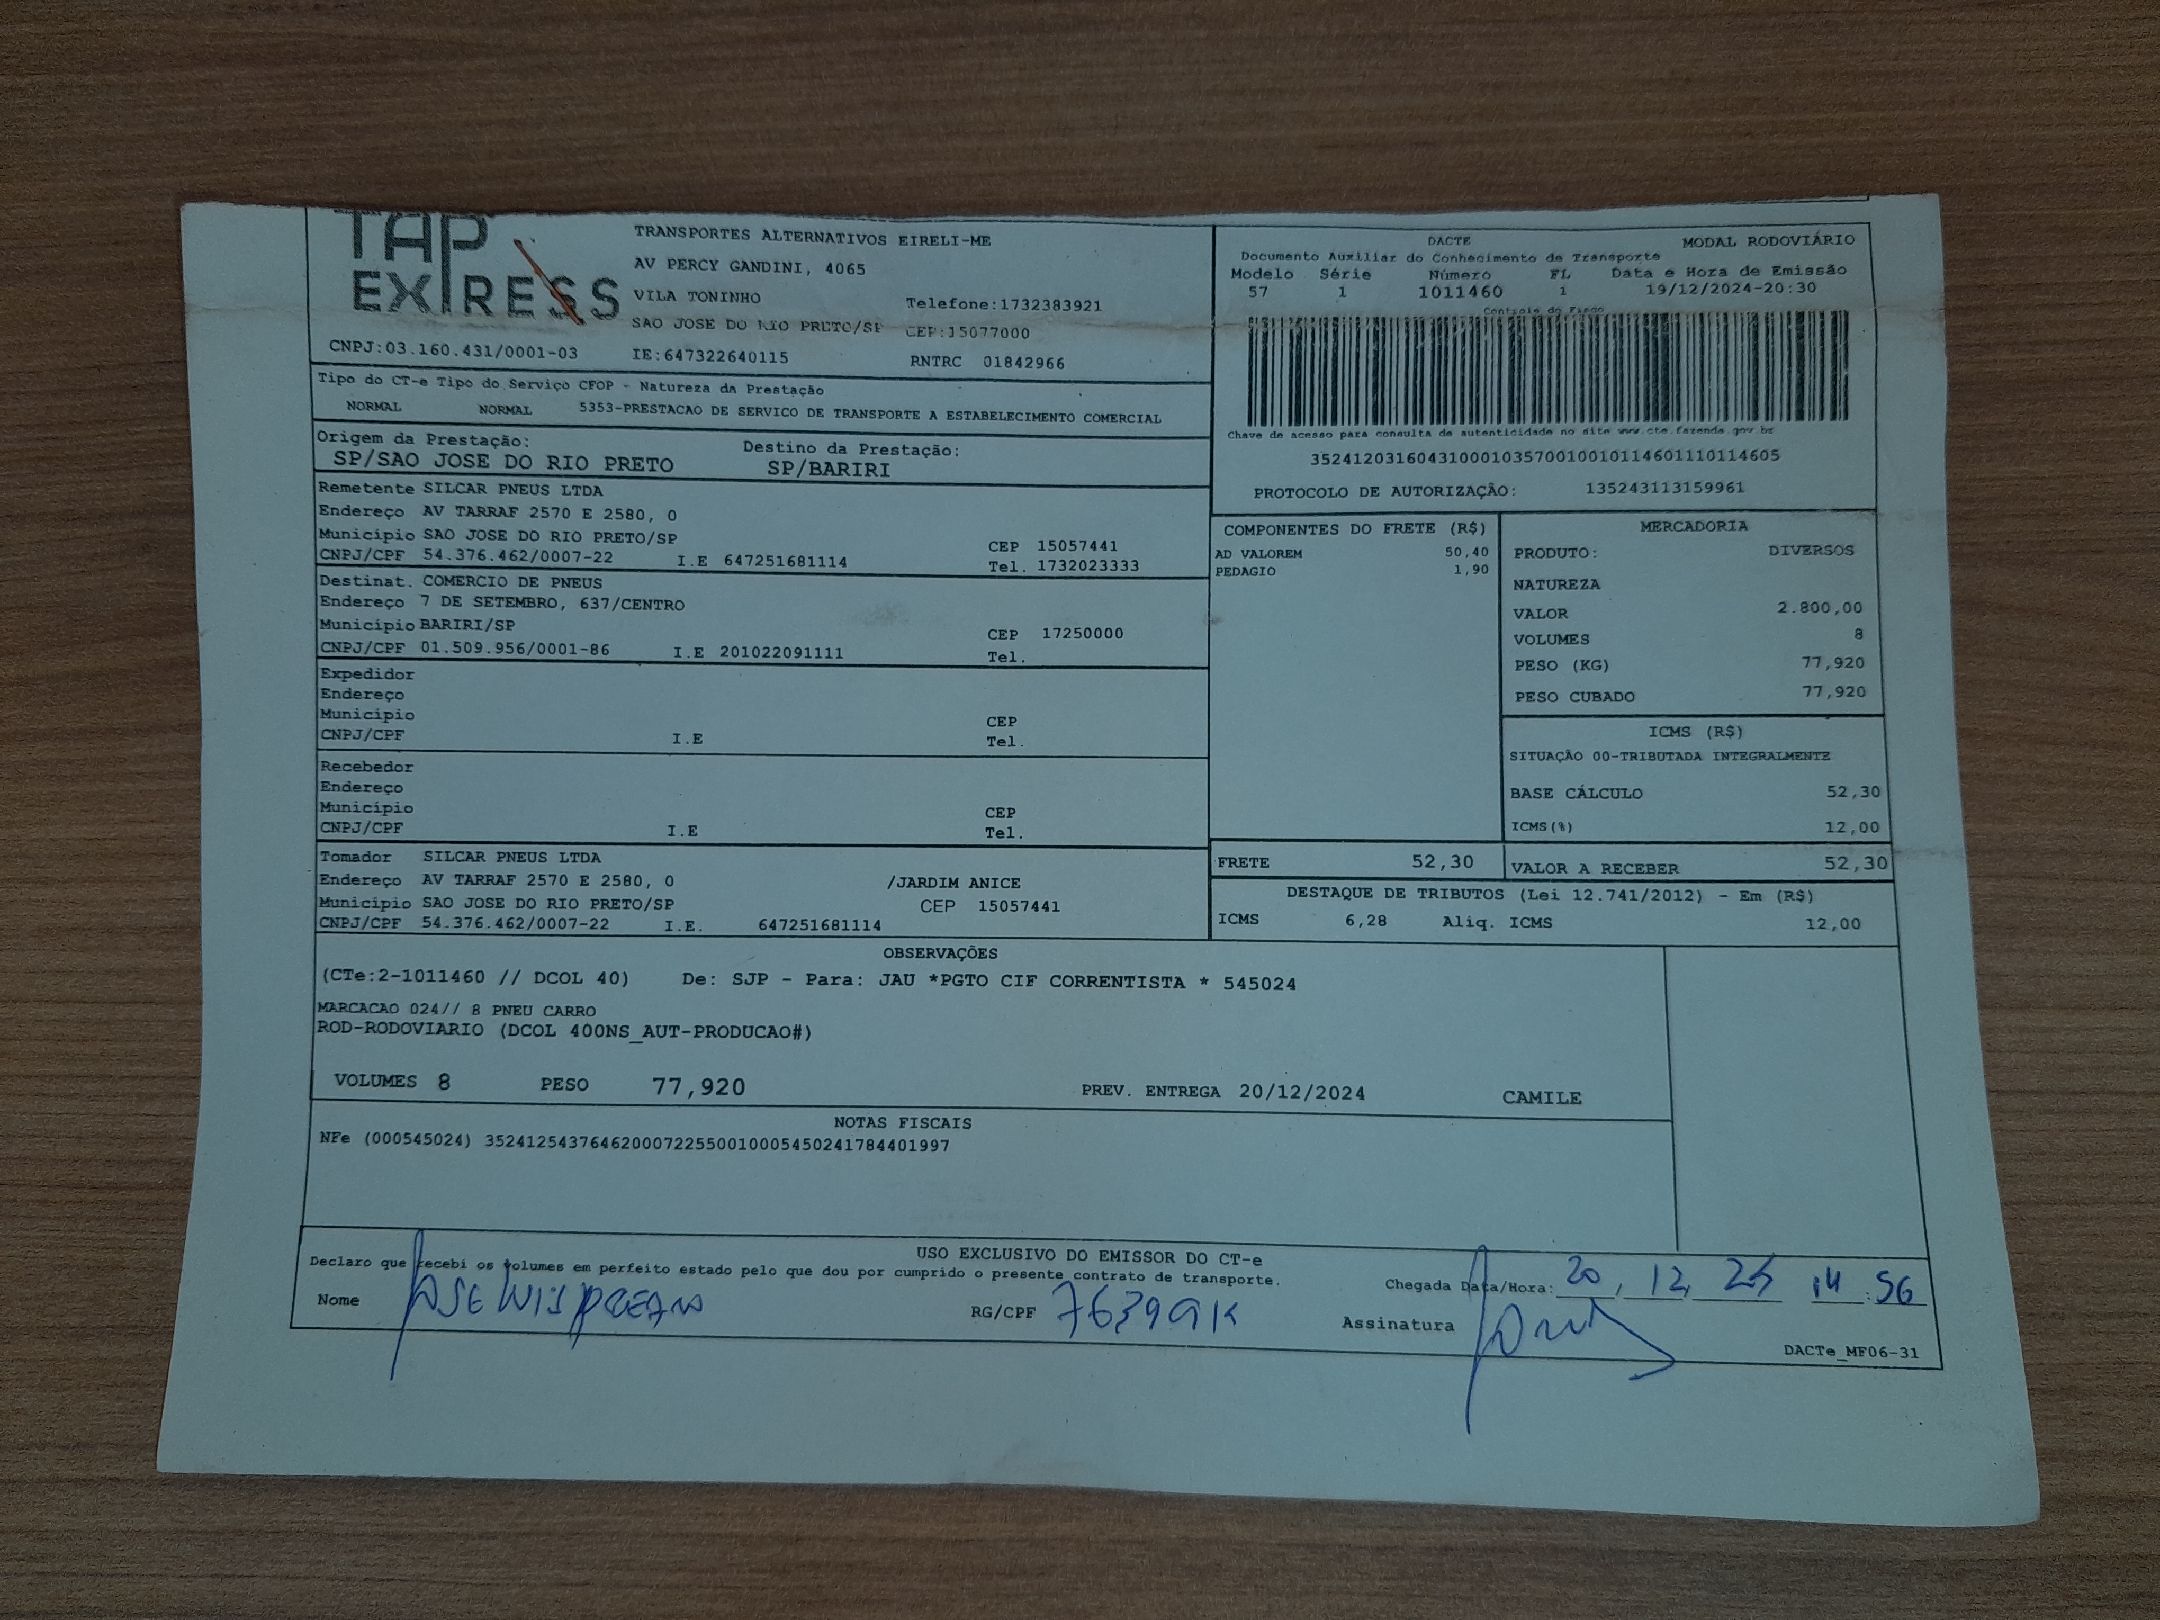 TAP EXPRESS
TRANSPORTES ALTERNATIVOS EIRELI-ME
AV PERCY GANDINI, 4065
VILA TONINHO Telefone:1732383921
SAO JOSE DO RIO PRETO/SP CEP:15077000
CNPJ:03.160.431/0001-03 IE:647322640115 RNTRC 01842966
DACTE MODAL RODOVIÁRIO
Documento Auxiliar do Conhecimento de Transporte
Modelo Série Número FL Data e Hora de Emissão
57 1 1011460 1 19/12/2024-20:30
Controle do Fisco
Chave de acesso para consulta de autenticidade no site www.cte.fazenda.gov.br
35241203160431000103570010010114601110114605
PROTOCOLO DE AUTORIZAÇÃO: 135243113159961
Tipo do CT-e Tipo do Serviço CFOP - Natureza da Prestação
NORMAL NORMAL 5353-PRESTACAO DE SERVICO DE TRANSPORTE A ESTABELECIMENTO COMERCIAL
Origem da Prestação: Destino da Prestação:
SP/SAO JOSE DO RIO PRETO SP/BARIRI
Remetente SILCAR PNEUS LTDA
Endereço AV TARRAF 2570 E 2580, 0
Município SAO JOSE DO RIO PRETO/SP CEP 15057441
CNPJ/CPF 54.376.462/0007-22 I.E 647251681114 Tel. 1732023333
Destinat. COMERCIO DE PNEUS
Endereço 7 DE SETEMBRO, 637/CENTRO
Município BARIRI/SP CEP 17250000
CNPJ/CPF 01.509.956/0001-86 I.E 201022091111 Tel.
Expedidor
Endereço
Município CEP
CNPJ/CPF I.E Tel.
Recebedor
Endereço
Município CEP
CNPJ/CPF I.E Tel.
Tomador SILCAR PNEUS LTDA
Endereço AV TARRAF 2570 E 2580, 0 /JARDIM ANICE
Município SAO JOSE DO RIO PRETO/SP CEP 15057441
CNPJ/CPF 54.376.462/0007-22 I.E. 647251681114
COMPONENTES DO FRETE (R$)
AD VALOREM 50,40
PEDAGIO 1,90
MERCADORIA
PRODUTO: DIVERSOS
NATUREZA
VALOR 2.800,00
VOLUMES 8
PESO (KG) 77,920
PESO CUBADO 77,920
ICMS (R$)
SITUAÇÃO 00-TRIBUTADA INTEGRALMENTE
BASE CÁLCULO 52,30
ICMS(%) 12,00
FRETE 52,30 VALOR A RECEBER 52,30
DESTAQUE DE TRIBUTOS (Lei 12.741/2012) - Em (R$)
ICMS 6,28 Aliq. ICMS 12,00
OBSERVAÇÕES
(CTe:2-1011460 // DCOL 40) De: SJP - Para: JAU *PGTO CIF CORRENTISTA * 545024
MARCACAO 024// 8 PNEU CARRO
ROD-RODOVIARIO (DCOL 400NS_AUT-PRODUCAO#)
VOLUMES 8 PESO 77,920 PREV. ENTREGA 20/12/2024 CAMILE
NOTAS FISCAIS
NFe (000545024) 35241254376462000722550010005450241784401997
USO EXCLUSIVO DO EMISSOR DO CT-e
Declaro que recebi os volumes em perfeito estado pelo que dou por cumprido o presente contrato de transporte.
Chegada Data/Hora: 20 12 14:56
Nome JOSE LUIS
RG/CPF
Assinatura
DACTe_MF06-31